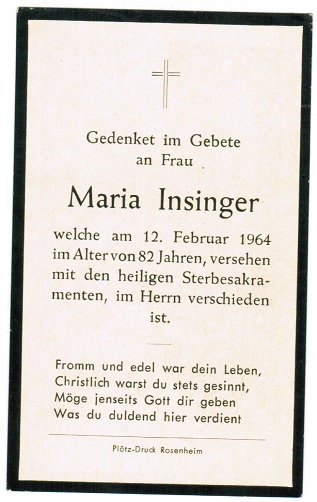 Gedenket im Gebete
an Frau
Maria Insinger
welche am 12. Februar 1964
im Alter von 82 Jahren, versehen
mit den heiligen Sterbesakra-
menten, im Herrn verschieden
ist.
Fromm und edel war dein Leben,
Christlich warst du stets gesinnt,
Möge jenseits Gott dir geben
Was du duldend hier verdient
Plötz-Druck Rosenheim